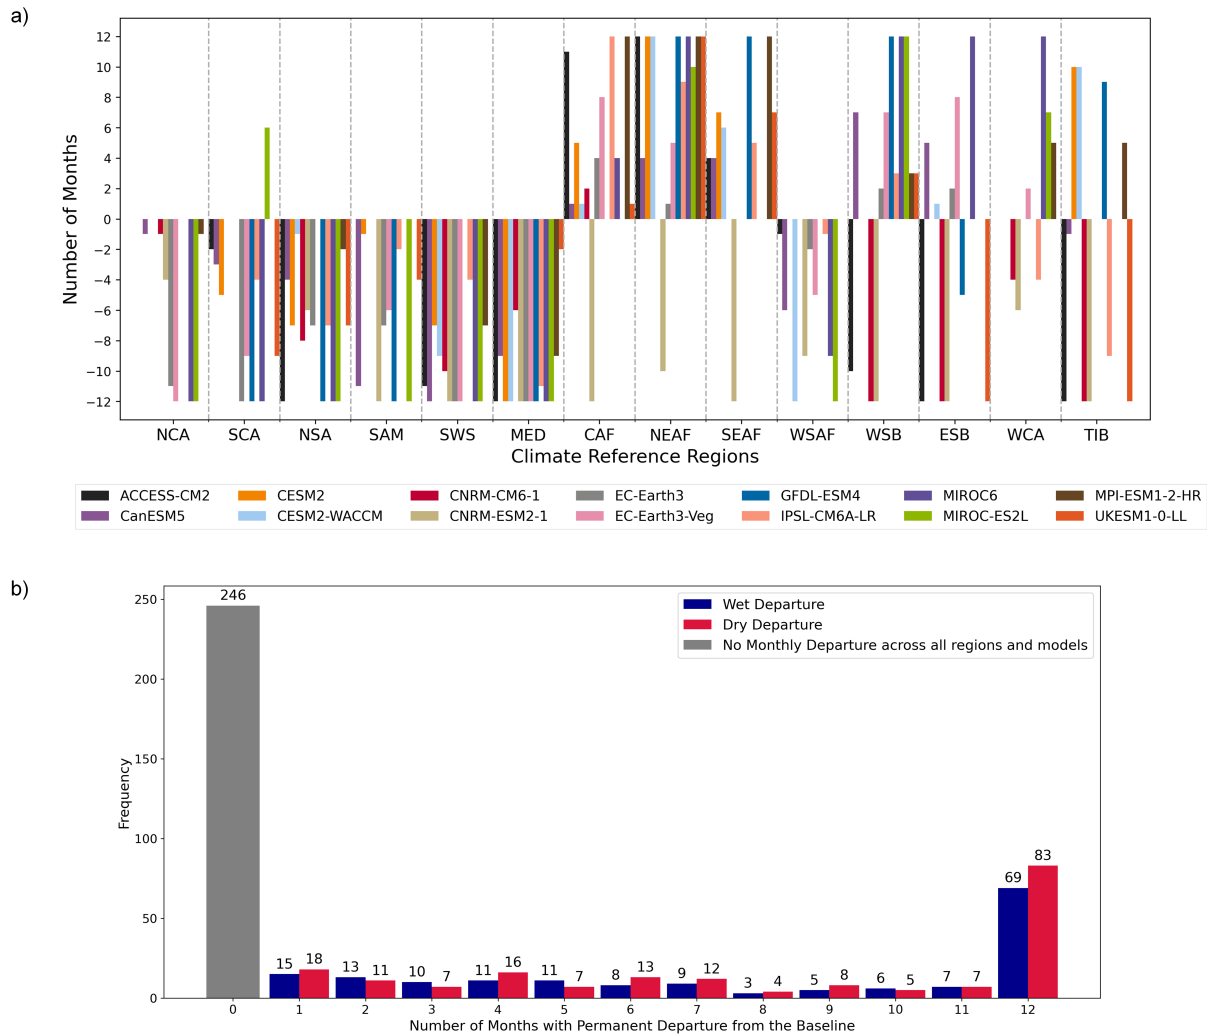 a)
12
10
8
6
4
2
0
−2
−4
−6
−8
−10
−12
Number of Months
NCA SCA NSA SAM SWS MED CAF NEAF SEAF WSAF WSB ESB WCA TIB
Climate Reference Regions
ACCESS-CM2 CESM2 CNRM-CM6-1 EC-Earth3 GFDL-ESM4 MIROC6 MPI-ESM1-2-HR
CanESM5 CESM2-WACCM CNRM-ESM2-1 EC-Earth3-Veg IPSL-CM6A-LR MIROC-ES2L UKESM1-0-LL
b)
250
200
150
100
50
0
Frequency
Wet Departure
Dry Departure
No Monthly Departure across all regions and models
246
15 18 13 11 10 7 11 16 11 7 8 13 9 12 3 4 5 8 6 5 7 7 69 83
0 1 2 3 4 5 6 7 8 9 10 11 12
Number of Months with Permanent Departure from the Baseline